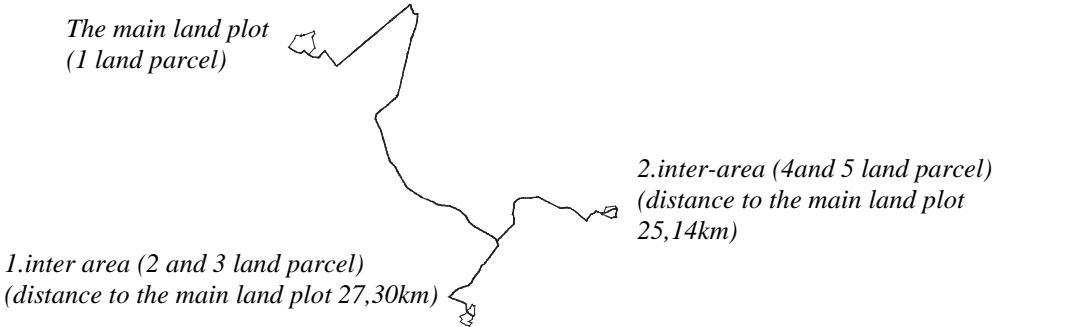 The main land plot
(1 land parcel)
2.inter-area (4and 5 land parcel)
(distance to the main land plot
25,14km)
1.inter area (2 and 3 land parcel)
(distance to the main land plot 27,30km)